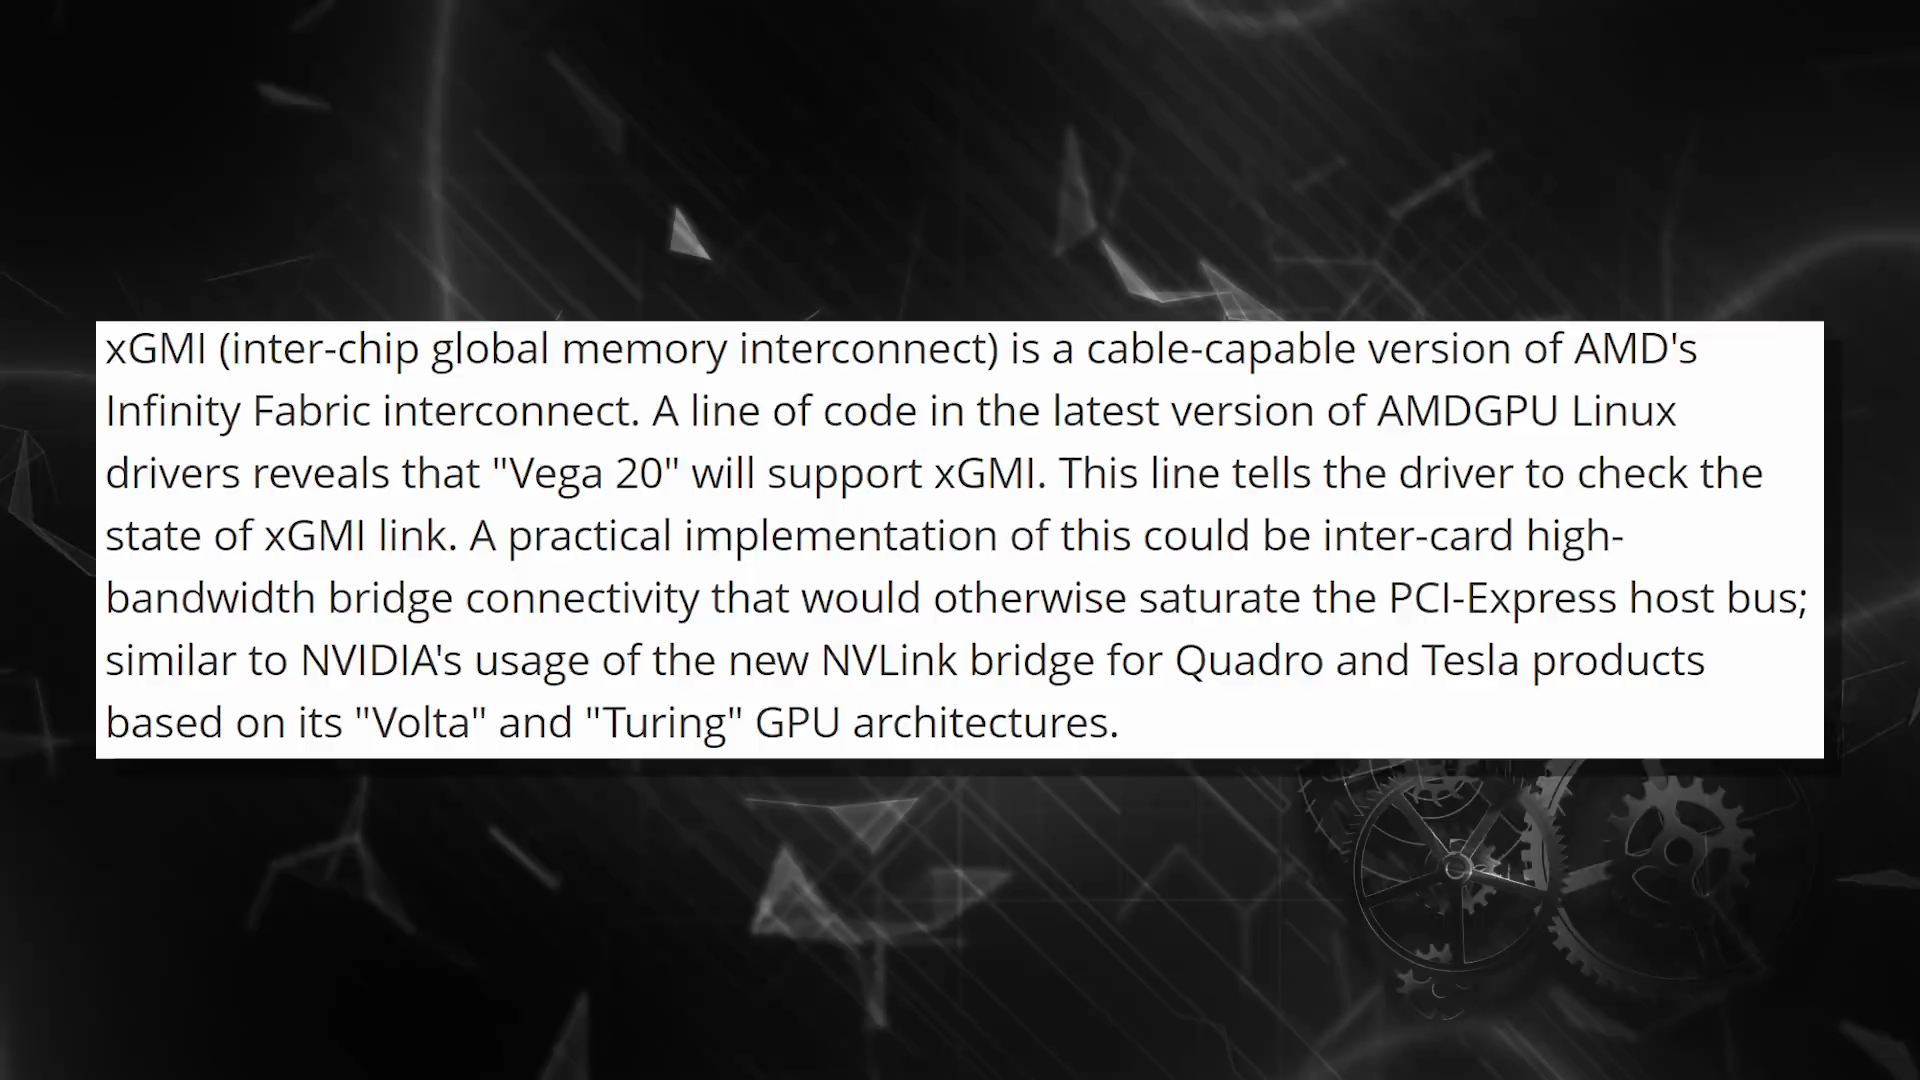 xGMI (inter-chip global memory interconnect) is a cable-capable version of AMD's
Infinity Fabric interconnect. A line of code in the latest version of AMDGPU Linux
drivers reveals that "Vega 20" will support xGMI. This line tells the driver to check the
state of xGMI link. A practical implementation of this could be inter-card high-
bandwidth bridge connectivity that would otherwise saturate the PCI-Express host bus;
similar to NVIDIA's usage of the new NVLink bridge for Quadro and Tesla products
based on its "Volta" and "Turing" GPU architectures.